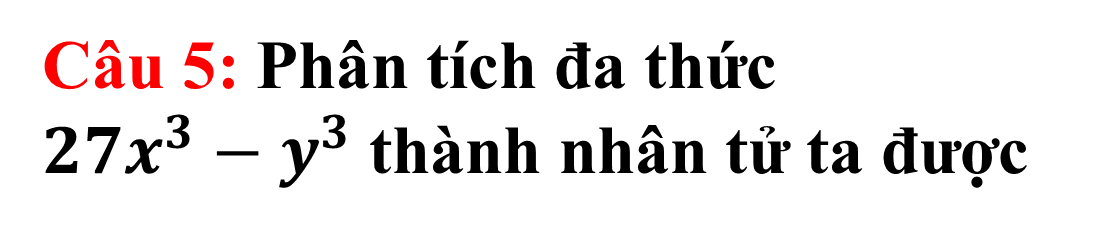 Câu 5: Phân tích đa thức
27x³ − y³ thành nhân tử ta được